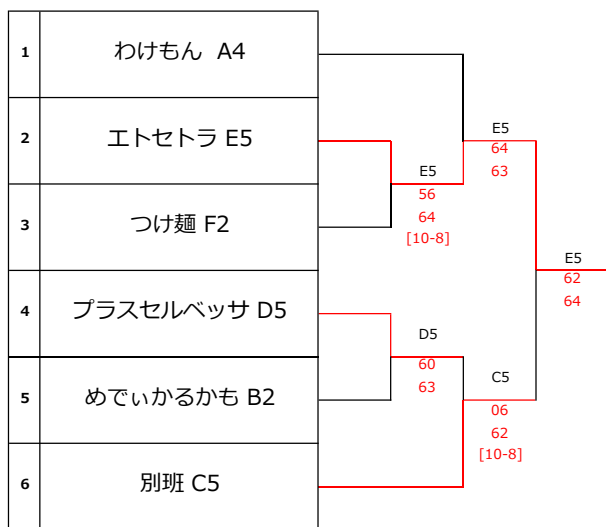 1 わけもん A4
2 エトセトラ E5
3 つけ麺 F2
4 プラスセルベッサ D5
5 めでぃかるかも B2
6 別班 C5
E5
56
64
[10-8]
D5
60
63
E5
64
63
C5
06
62
[10-8]
E5
62
64